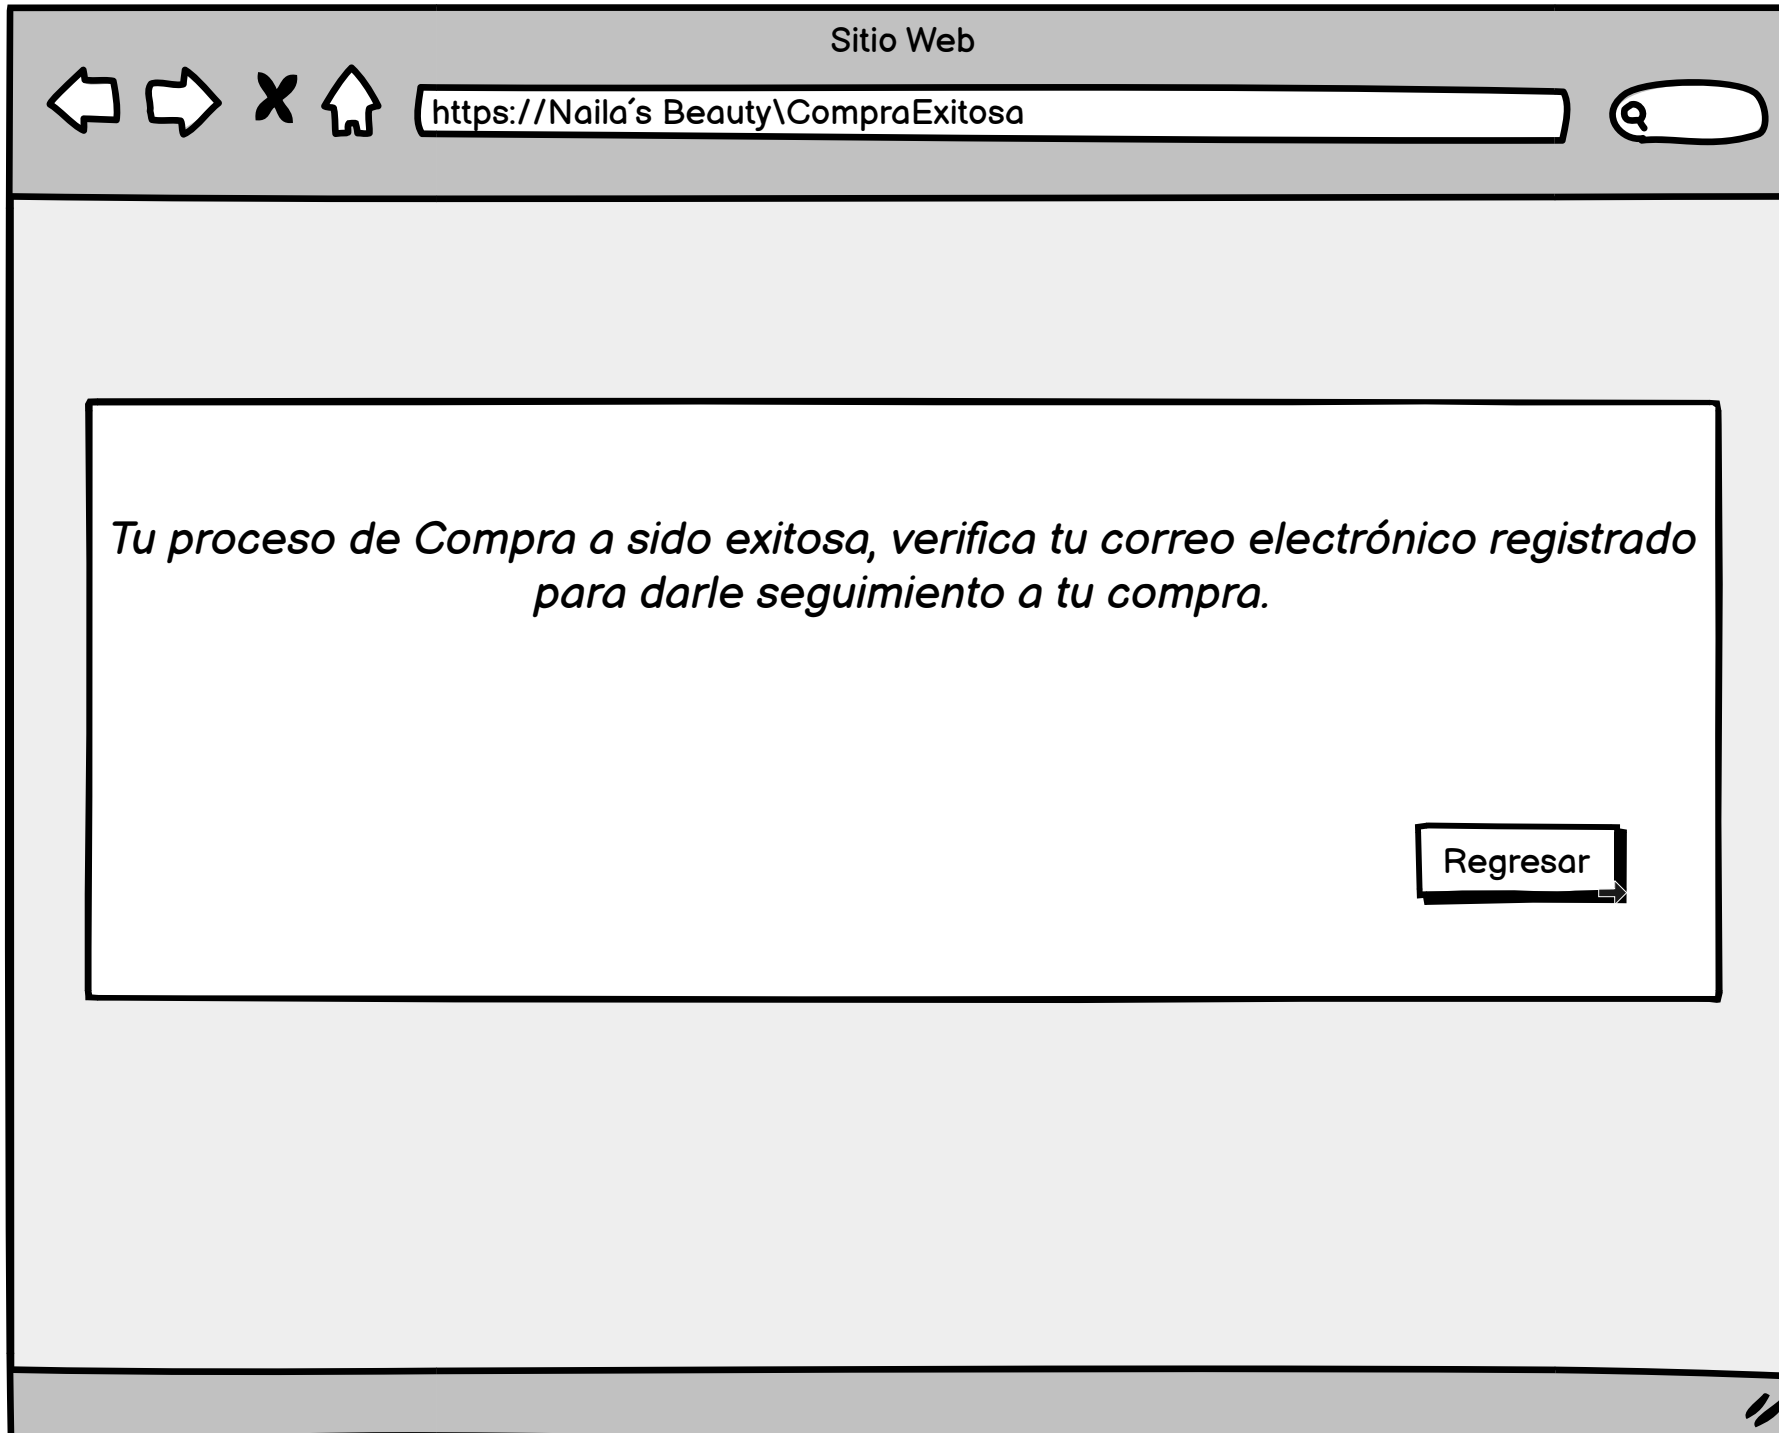 Sitio Web
https://Naila´s Beauty\CompraExitosa
Tu proceso de Compra a sido exitosa, verifica tu correo electrónico registrado
para darle seguimiento a tu compra.
Regresar